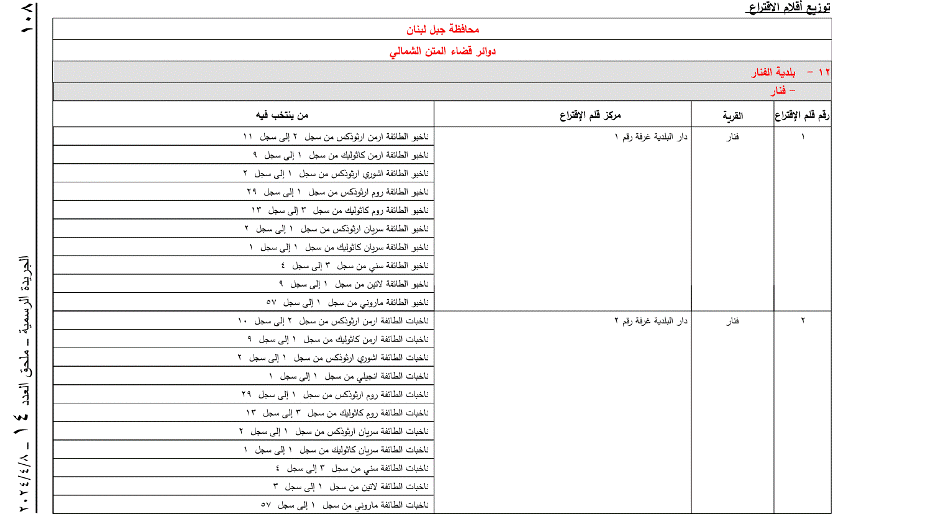 توزيع أقلام الإقتراع
١٠٨
محافظة جبل لبنان
دوائر قضاء المتن الشمالي
١٢ - بلدية الفنار
- فنار
رقم قلم الإقتراع القرية مركز قلم الإقتراع من ينتخب فيه
١ فنار دار البلدية غرفة رقم ١ ناخبو الطائفة ارمن ارثوذكس من سجل ٢ إلى سجل ١١
ناخبو الطائفة ارمن كاثوليك من سجل ١ إلى سجل ٩
ناخبو الطائفة اشوري ارثوذكس من سجل ١ إلى سجل ٢
ناخبو الطائفة روم ارثوذكس من سجل ١ إلى سجل ٢٩
ناخبو الطائفة روم كاثوليك من سجل ٣ إلى سجل ١٣
ناخبو الطائفة سريان ارثوذكس من سجل ١ إلى سجل ٢
ناخبو الطائفة سريان كاثوليك من سجل ١ إلى سجل ١
ناخبو الطائفة سني من سجل ٣ إلى سجل ٤
ناخبو الطائفة لاتين من سجل ١ إلى سجل ٩
ناخبو الطائفة ماروني من سجل ١ إلى سجل ٥٧
٢ فنار دار البلدية غرفة رقم ٢ ناخبات الطائفة ارمن ارثوذكس من سجل ٢ إلى سجل ١٠
ناخبات الطائفة ارمن كاثوليك من سجل ١ إلى سجل ٩
ناخبات الطائفة اشوري ارثوذكس من سجل ١ إلى سجل ٢
ناخبات الطائفة انجيلي من سجل ١ إلى سجل ١
ناخبات الطائفة روم ارثوذكس من سجل ١ إلى سجل ٢٩
ناخبات الطائفة روم كاثوليك من سجل ٣ إلى سجل ١٣
ناخبات الطائفة سريان ارثوذكس من سجل ١ إلى سجل ٢
ناخبات الطائفة سريان كاثوليك من سجل ١ إلى سجل ١
ناخبات الطائفة سني من سجل ٣ إلى سجل ٤
ناخبات الطائفة لاتين من سجل ١ إلى سجل ٣
ناخبات الطائفة ماروني من سجل ١ إلى سجل ٥٧
الجريدة الرسمية – ملحق العدد ١٤ – ٢٠٢٤/٤/٨